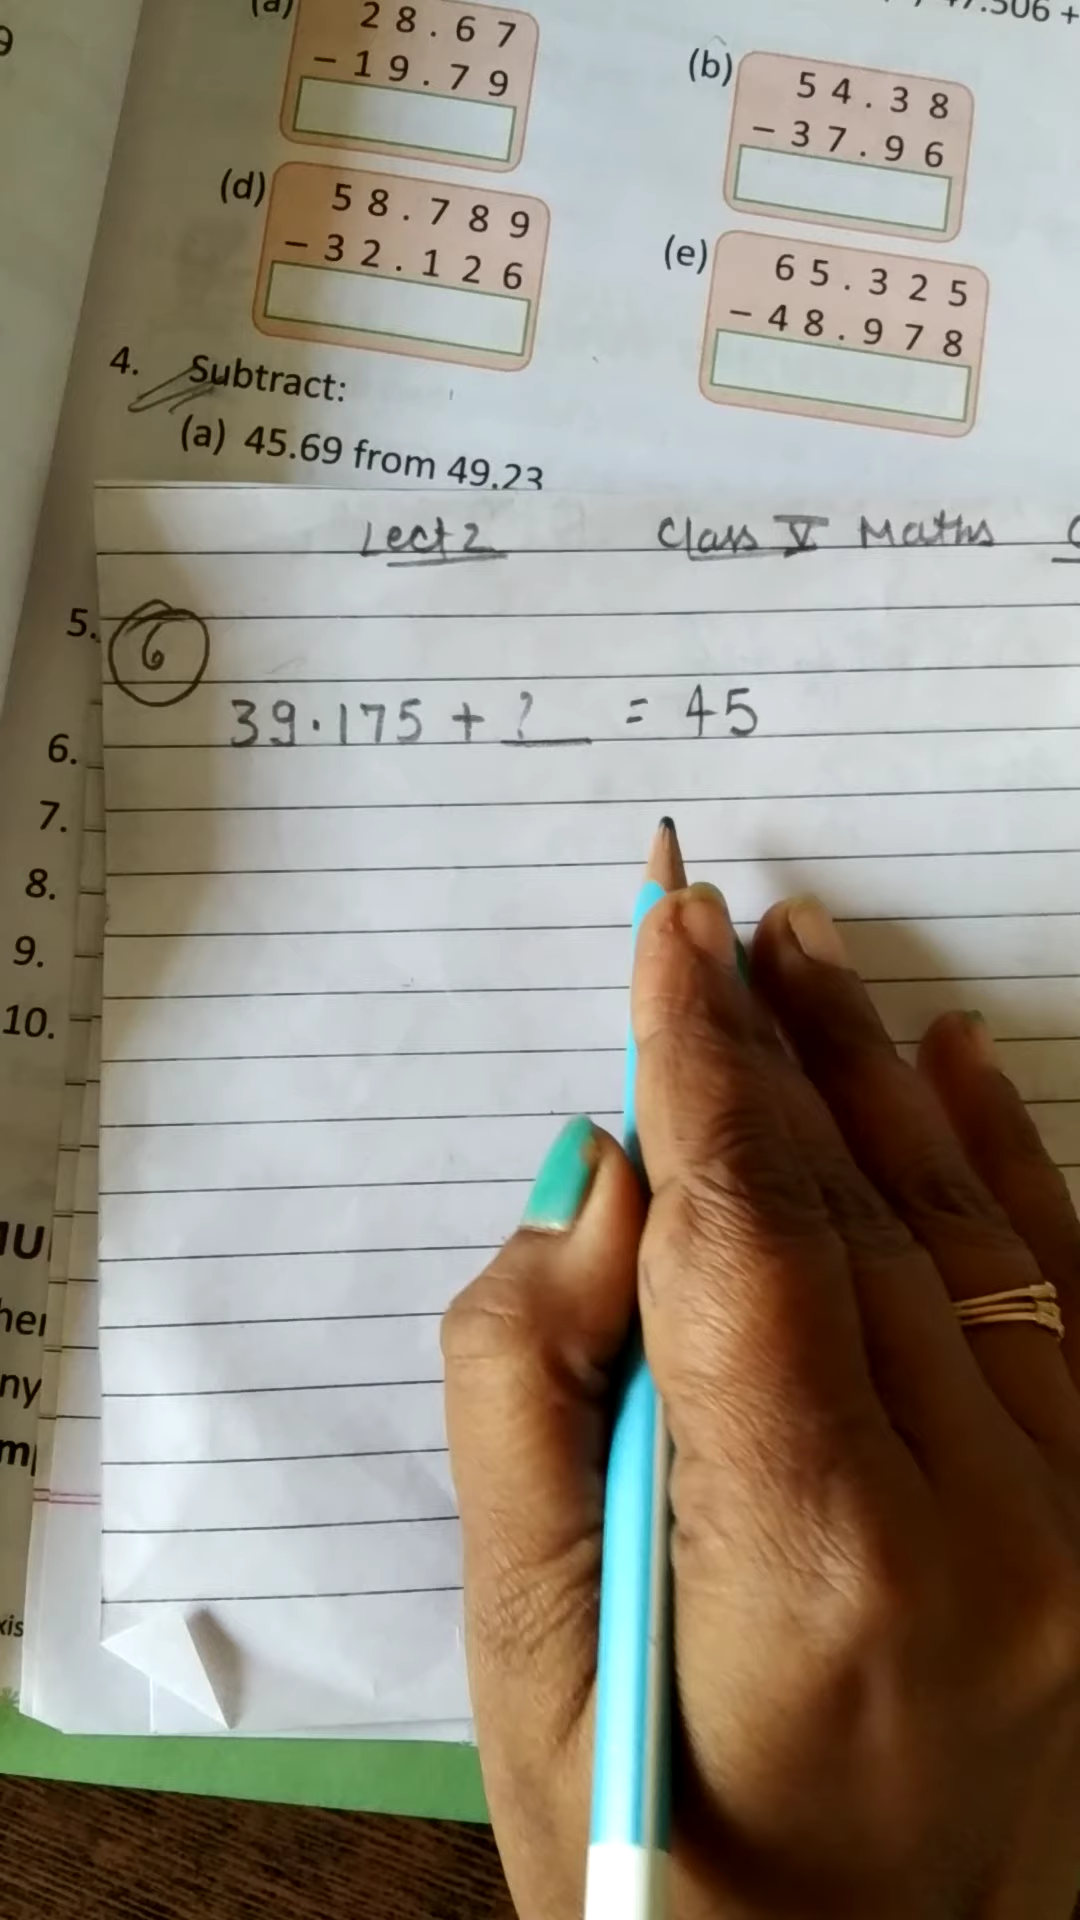 (a) 28.67
- 19.79
(b) 54.38
- 37.96
(d) 58.789
- 32.126
(e) 65.325
- 48.978
4. Subtract:
(a) 45.69 from 49.23
Lect 2 Class V Maths
5.
6
39.175 + ? = 45
6.
7.
8.
9.
10.